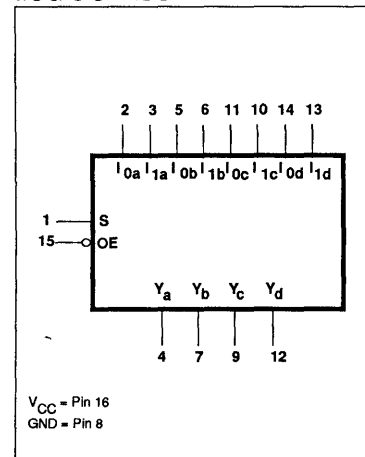 2 3 5 6 11 10 14 13
I0a I1a I0b I1b I0c I1c I0d I1d
1 S
15 OE
Ya Yb Yc Yd
4 7 9 12
VCC = Pin 16
GND = Pin 8